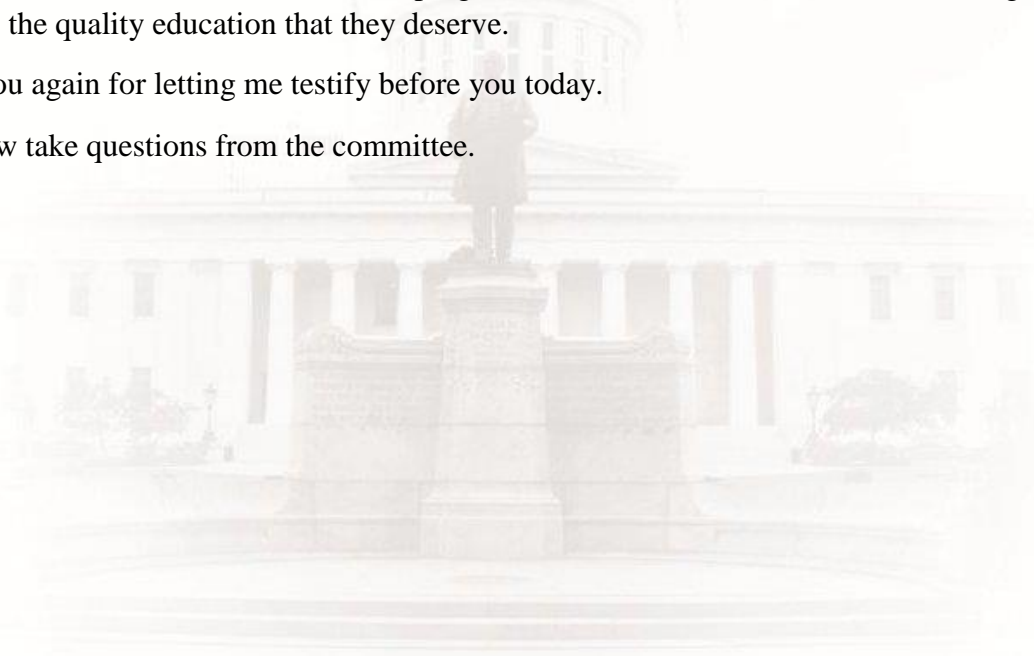 the quality education that they deserve.
ou again for letting me testify before you today.
w take questions from the committee.